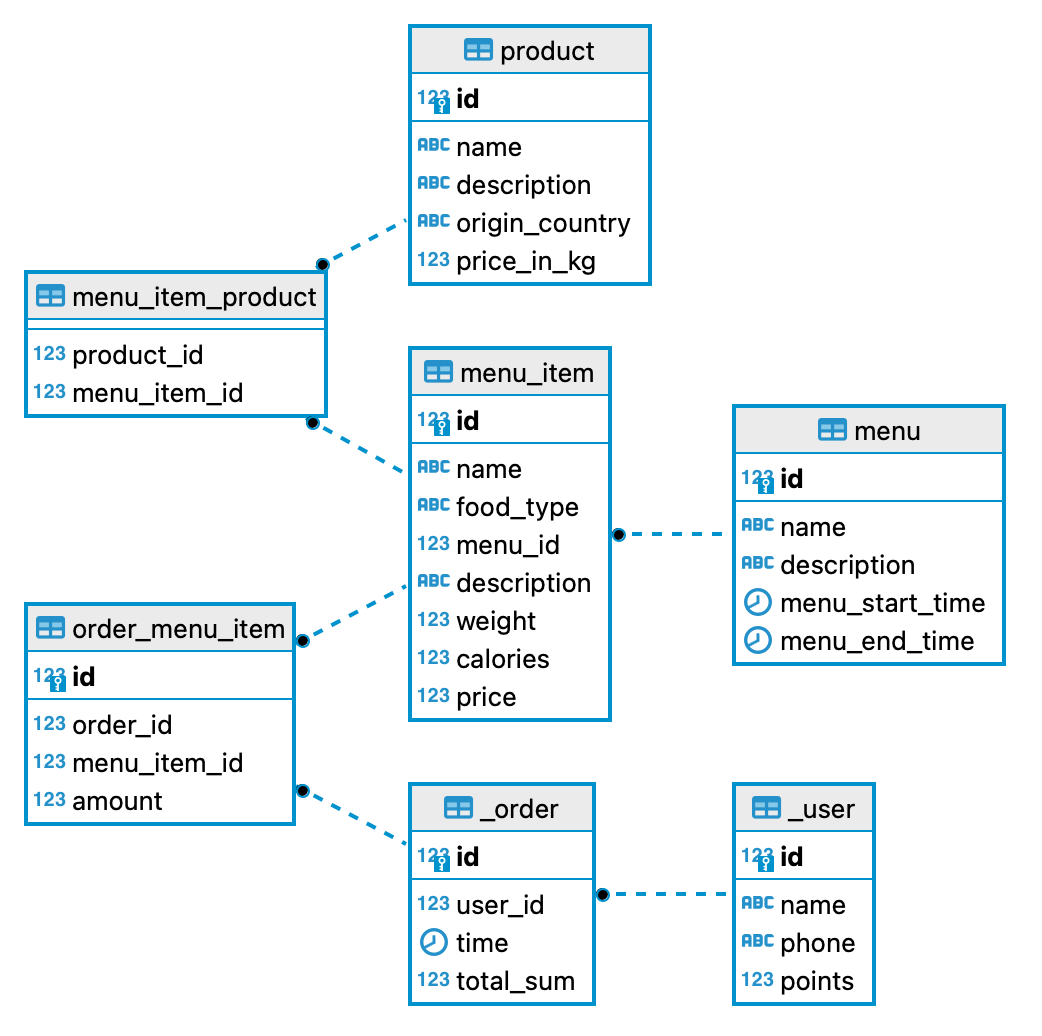 product
123 id
ABC name
ABC description
ABC origin_country
123 price_in_kg
menu_item_product
123 product_id
123 menu_item_id
menu_item
123 id
ABC name
ABC food_type
123 menu_id
ABC description
123 weight
123 calories
123 price
menu
123 id
ABC name
ABC description
menu_start_time
menu_end_time
order_menu_item
123 id
123 order_id
123 menu_item_id
123 amount
_order
123 id
123 user_id
time
123 total_sum
_user
123 id
ABC name
ABC phone
123 points